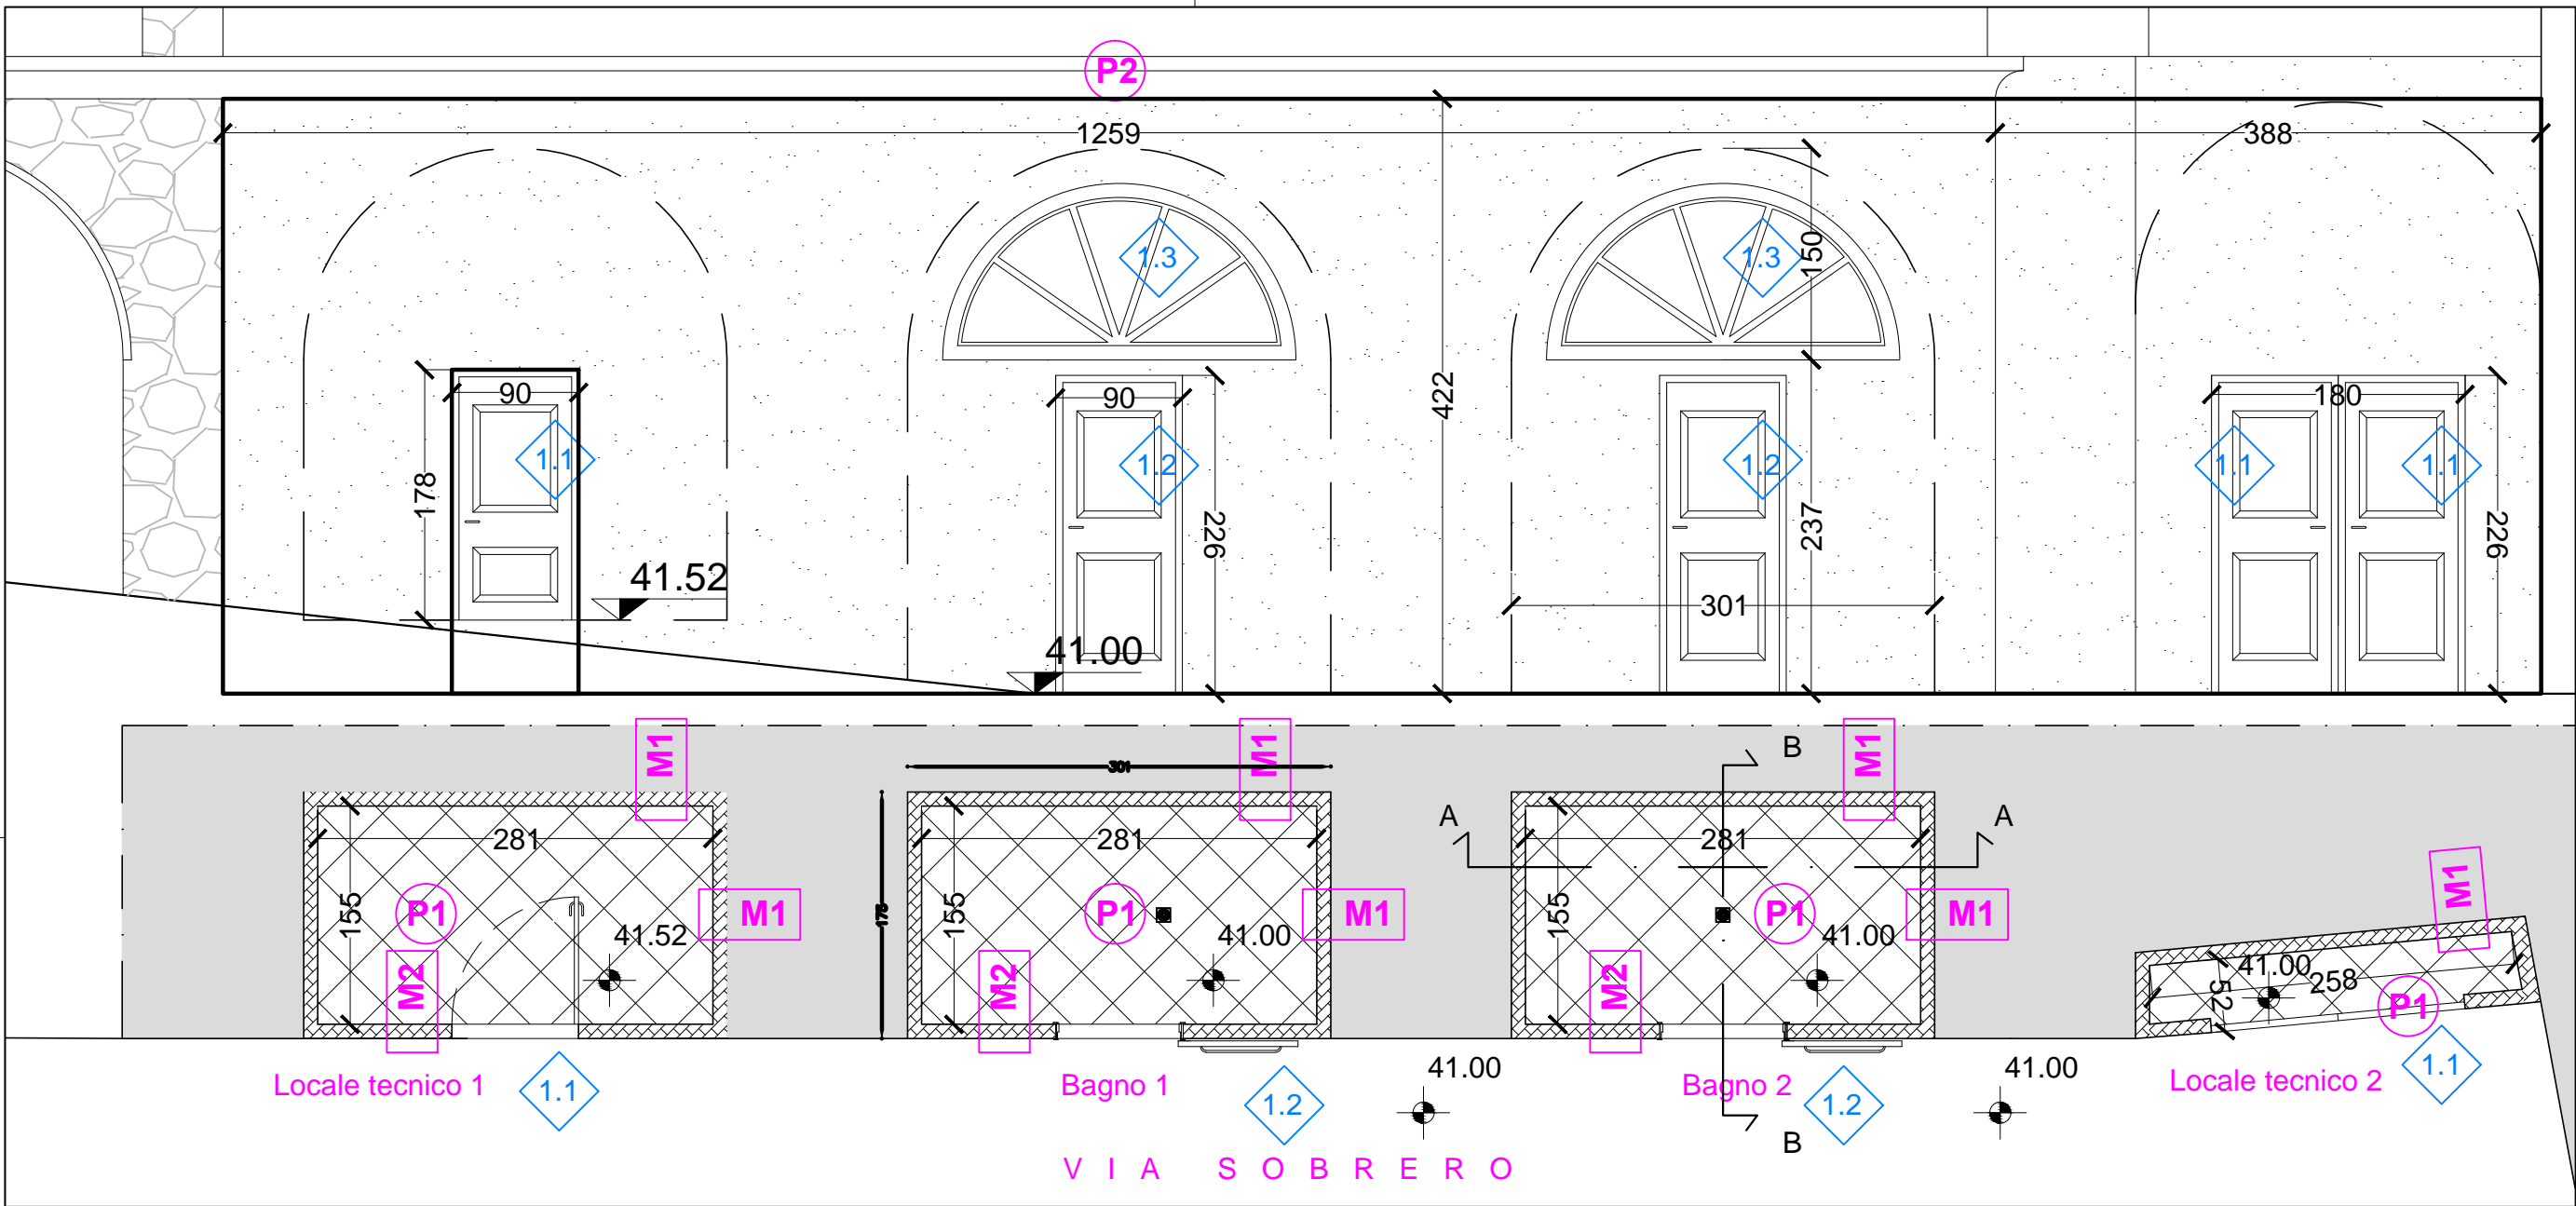 P2
1259
388
1.3
1.3
150
90
90
422
180
1.1
1.2
1.2
1.1
1.1
178
226
237
226
41.52
301
41.00
M1
M1
M1
B
301
A
A
281
281
281
M1
155
P1
M1
175
155
P1
M1
155
P1
M1
41.52
41.00
41.00
M2
M2
M2
41.00
258
52
P1
Locale tecnico 1
1.1
Bagno 1
1.2
41.00
Bagno 2
1.2
41.00
Locale tecnico 2
1.1
B
VIA SOBRERO